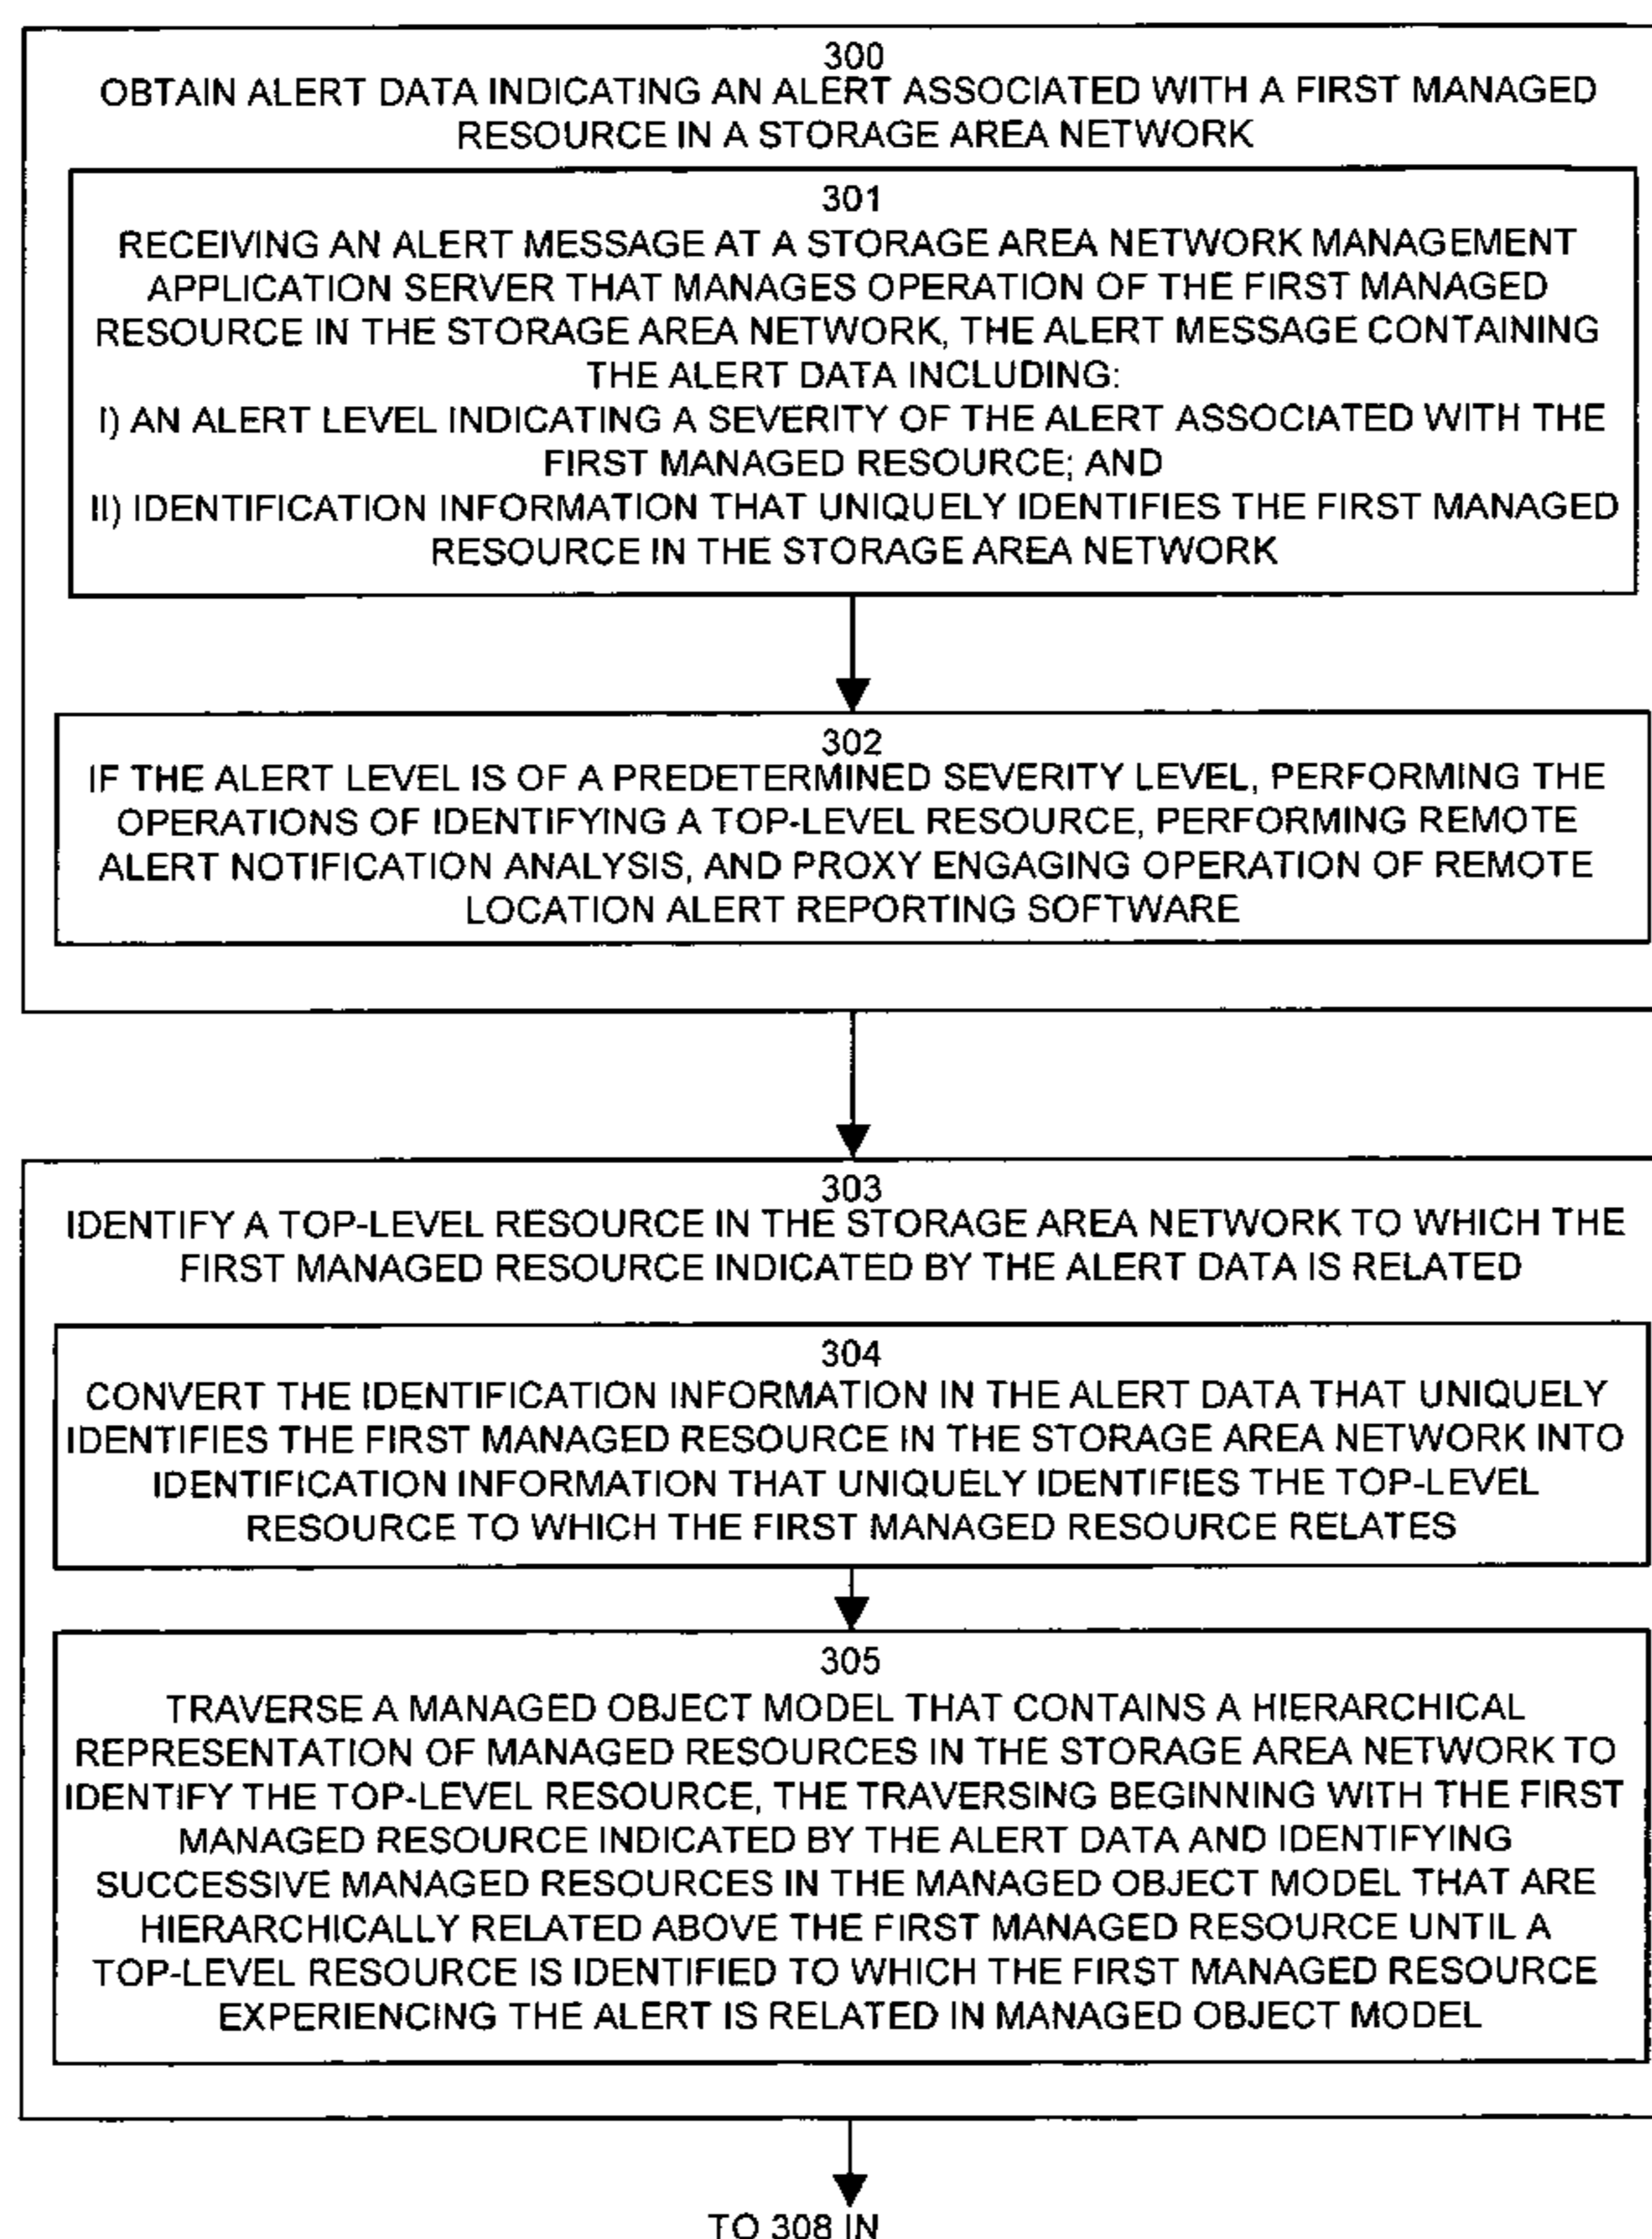 300
OBTAIN ALERT DATA INDICATING AN ALERT ASSOCIATED WITH A FIRST MANAGED
RESOURCE IN A STORAGE AREA NETWORK
301
RECEIVING AN ALERT MESSAGE AT A STORAGE AREA NETWORK MANAGEMENT
APPLICATION SERVER THAT MANAGES OPERATION OF THE FIRST MANAGED
RESOURCE IN THE STORAGE AREA NETWORK, THE ALERT MESSAGE CONTAINING
THE ALERT DATA INCLUDING:
I) AN ALERT LEVEL INDICATING A SEVERITY OF THE ALERT ASSOCIATED WITH THE
FIRST MANAGED RESOURCE; AND
II) IDENTIFICATION INFORMATION THAT UNIQUELY IDENTIFIES THE FIRST MANAGED
RESOURCE IN THE STORAGE AREA NETWORK
302
IF THE ALERT LEVEL IS OF A PREDETERMINED SEVERITY LEVEL, PERFORMING THE
OPERATIONS OF IDENTIFYING A TOP-LEVEL RESOURCE, PERFORMING REMOTE
ALERT NOTIFICATION ANALYSIS, AND PROXY ENGAGING OPERATION OF REMOTE
LOCATION ALERT REPORTING SOFTWARE
303
IDENTIFY A TOP-LEVEL RESOURCE IN THE STORAGE AREA NETWORK TO WHICH THE
FIRST MANAGED RESOURCE INDICATED BY THE ALERT DATA IS RELATED
304
CONVERT THE IDENTIFICATION INFORMATION IN THE ALERT DATA THAT UNIQUELY
IDENTIFIES THE FIRST MANAGED RESOURCE IN THE STORAGE AREA NETWORK INTO
IDENTIFICATION INFORMATION THAT UNIQUELY IDENTIFIES THE TOP-LEVEL
RESOURCE TO WHICH THE FIRST MANAGED RESOURCE RELATES
305
TRAVERSE A MANAGED OBJECT MODEL THAT CONTAINS A HIERARCHICAL
REPRESENTATION OF MANAGED RESOURCES IN THE STORAGE AREA NETWORK TO
IDENTIFY THE TOP-LEVEL RESOURCE, THE TRAVERSING BEGINNING WITH THE FIRST
MANAGED RESOURCE INDICATED BY THE ALERT DATA AND IDENTIFYING
SUCCESSIVE MANAGED RESOURCES IN THE MANAGED OBJECT MODEL THAT ARE
HIERARCHICALLY RELATED ABOVE THE FIRST MANAGED RESOURCE UNTIL A
TOP-LEVEL RESOURCE IS IDENTIFIED TO WHICH THE FIRST MANAGED RESOURCE
EXPERIENCING THE ALERT IS RELATED IN MANAGED OBJECT MODEL
TO 308 IN